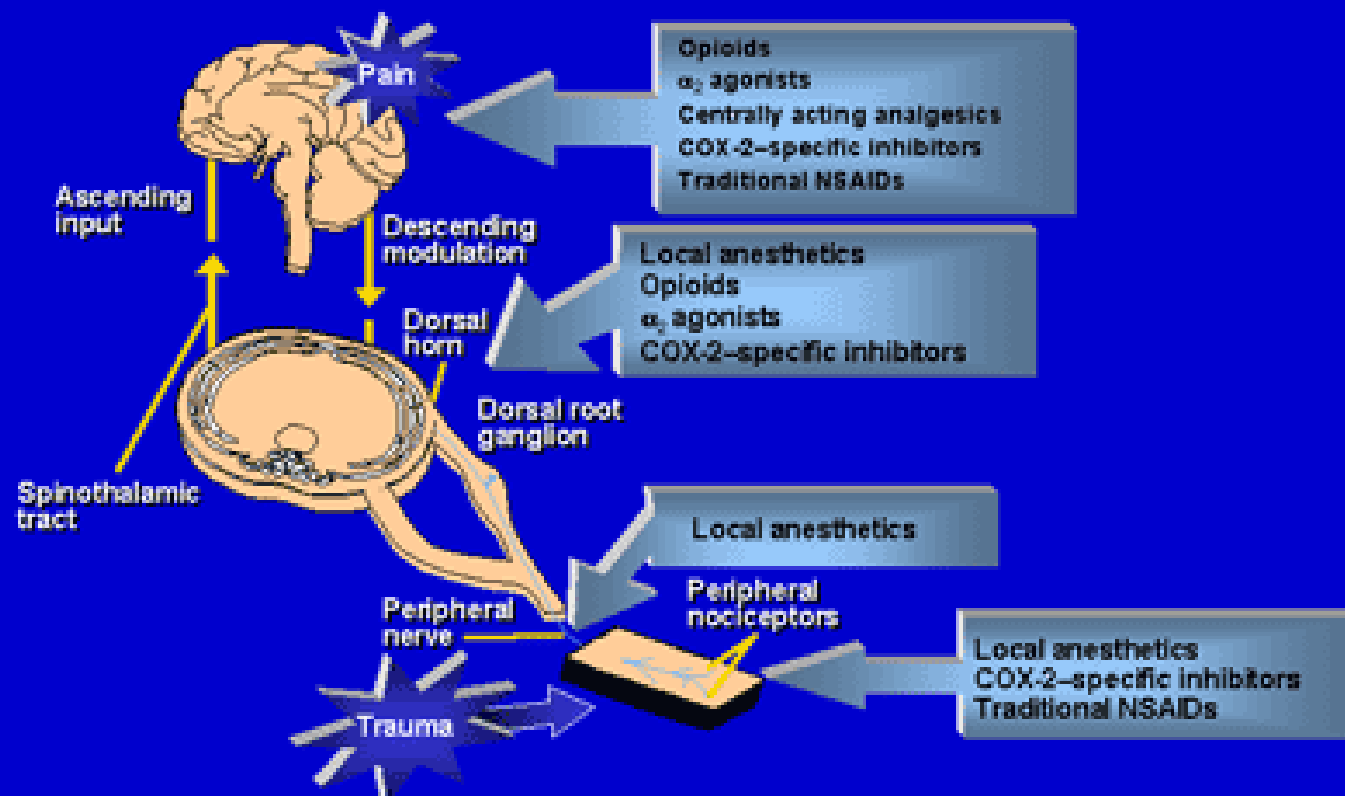 Pain
Opioids
α₂ agonists
Centrally acting analgesics
COX-2–specific inhibitors
Traditional NSAIDs
Ascending
input
Descending
modulation
Local anesthetics
Opioids
α₂ agonists
COX-2–specific inhibitors
Dorsal
horn
Dorsal root
ganglion
Spinothalamic
tract
Local anesthetics
Peripheral
nerve
Peripheral
nociceptors
Local anesthetics
COX-2–specific inhibitors
Traditional NSAIDs
Trauma